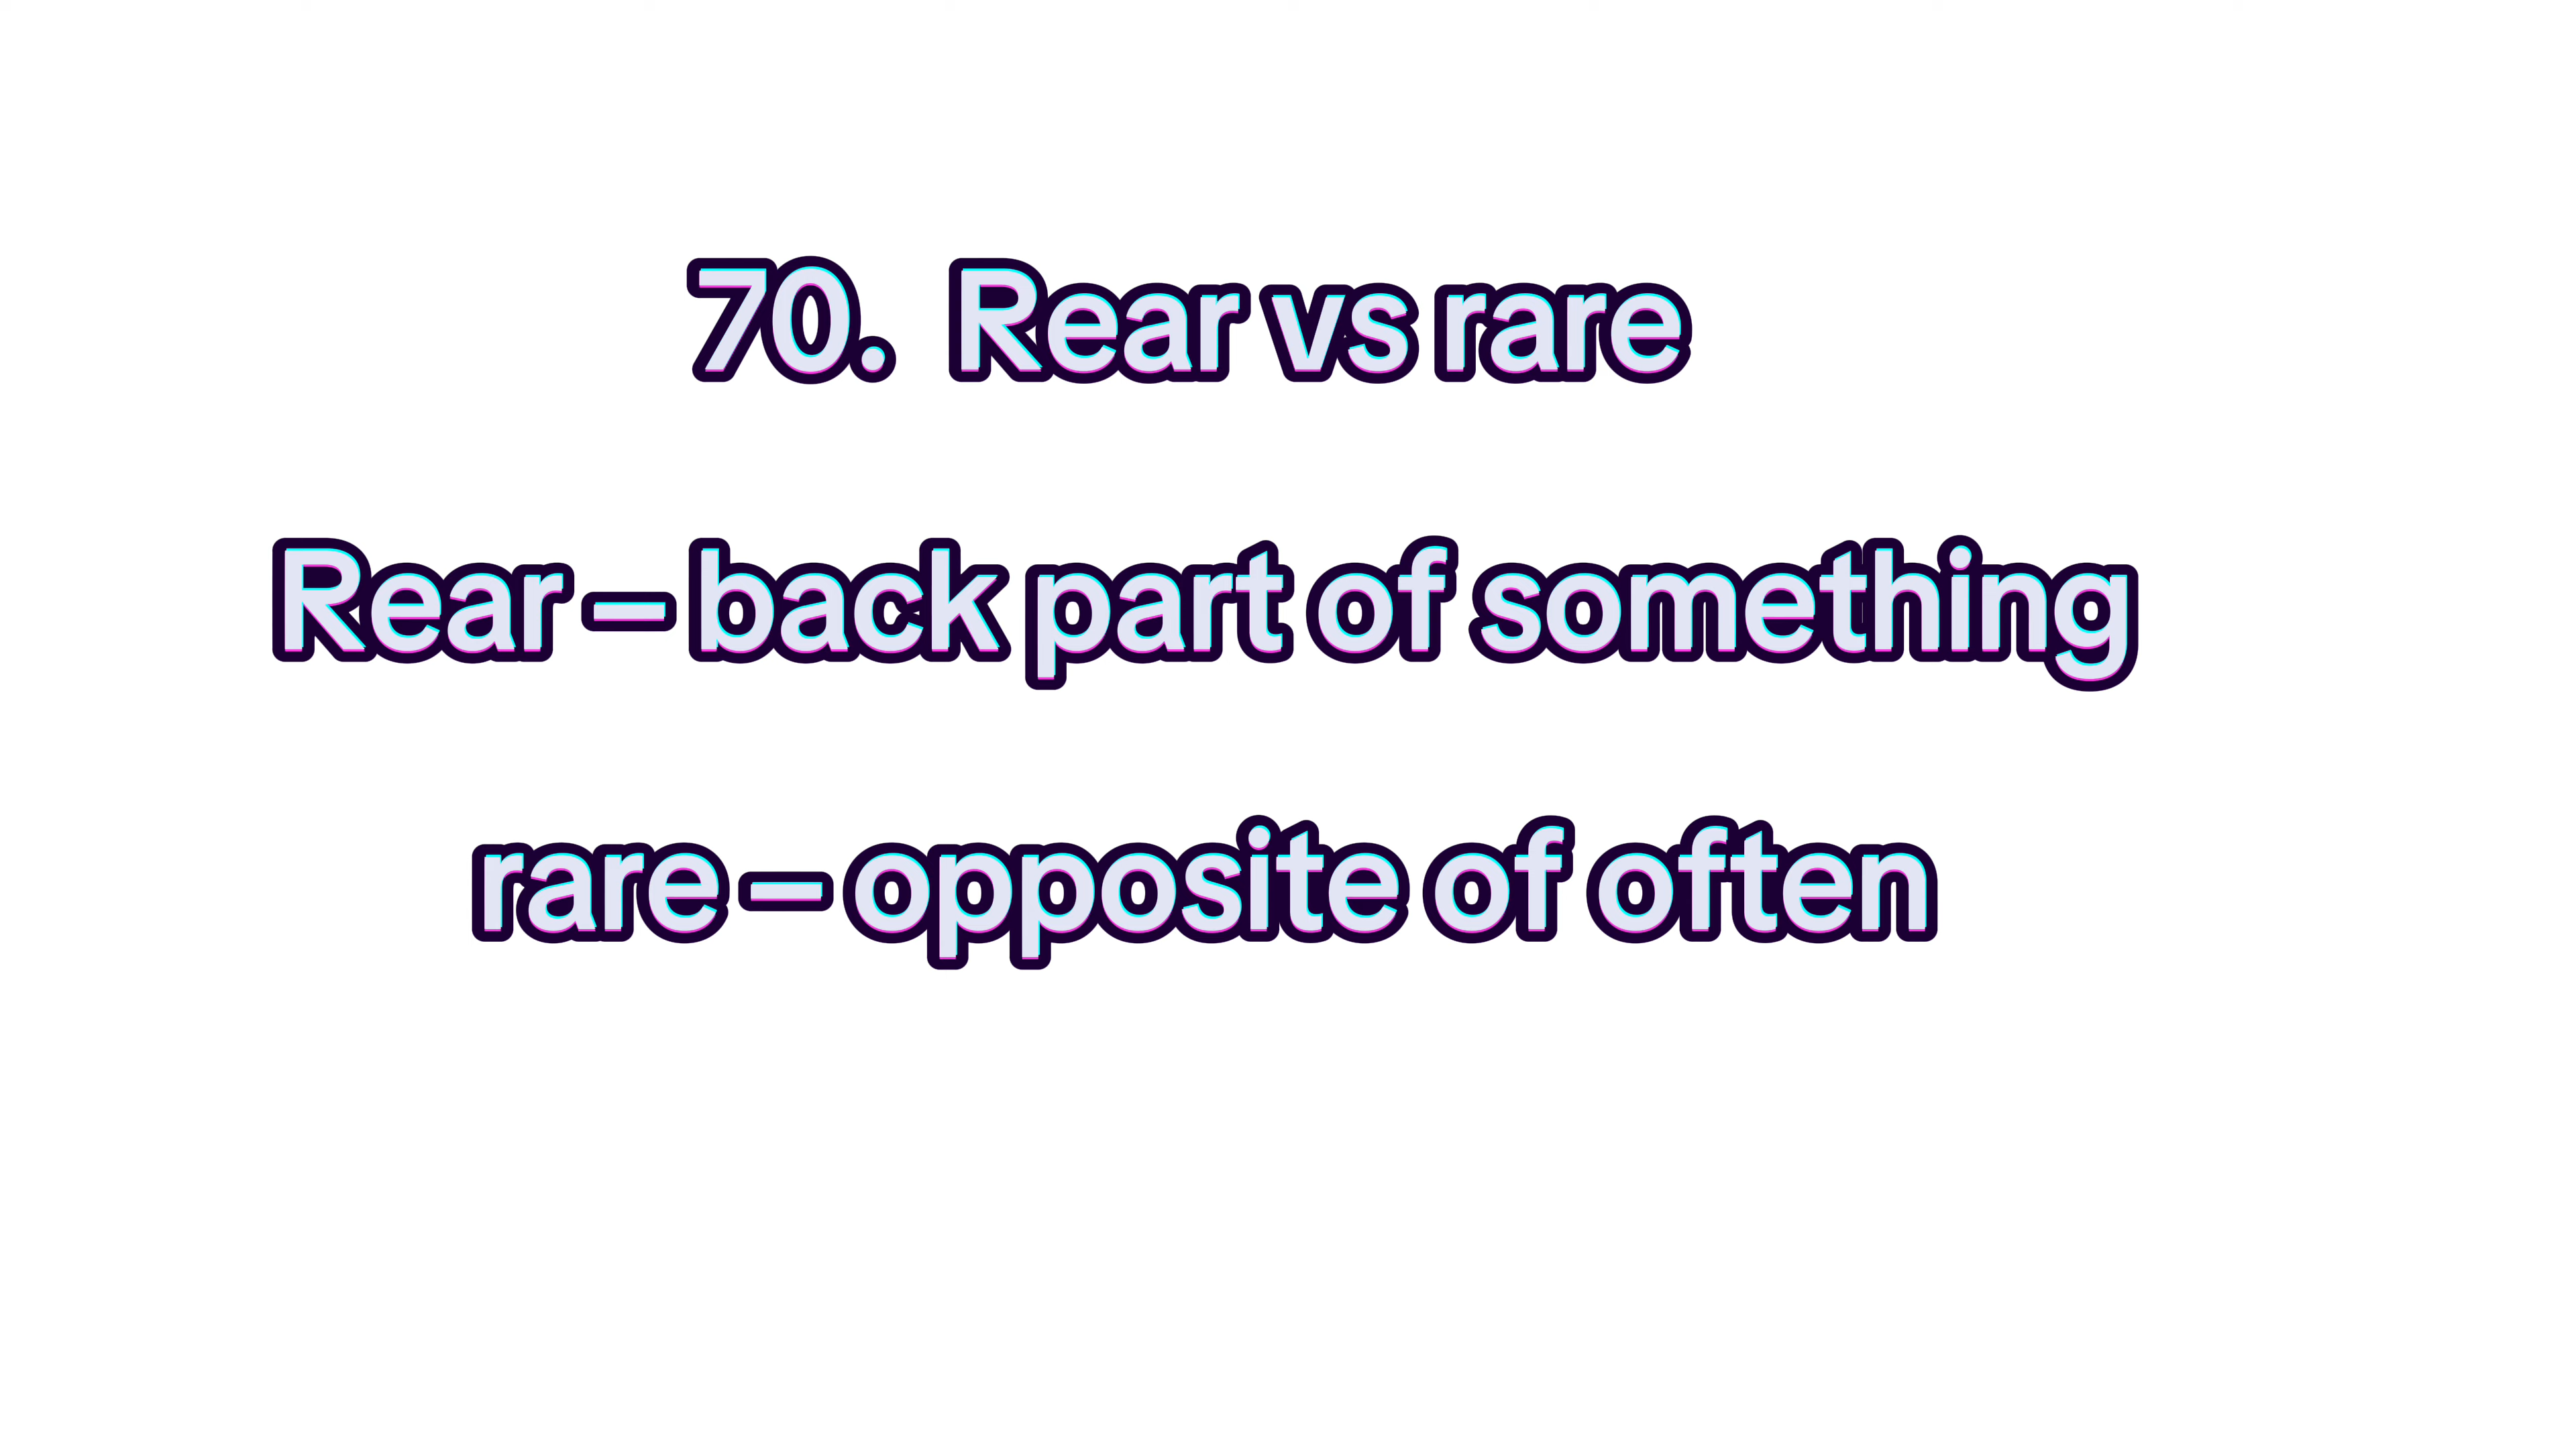 70. Rear vs rare
Rear – back part of something
rare – opposite of often